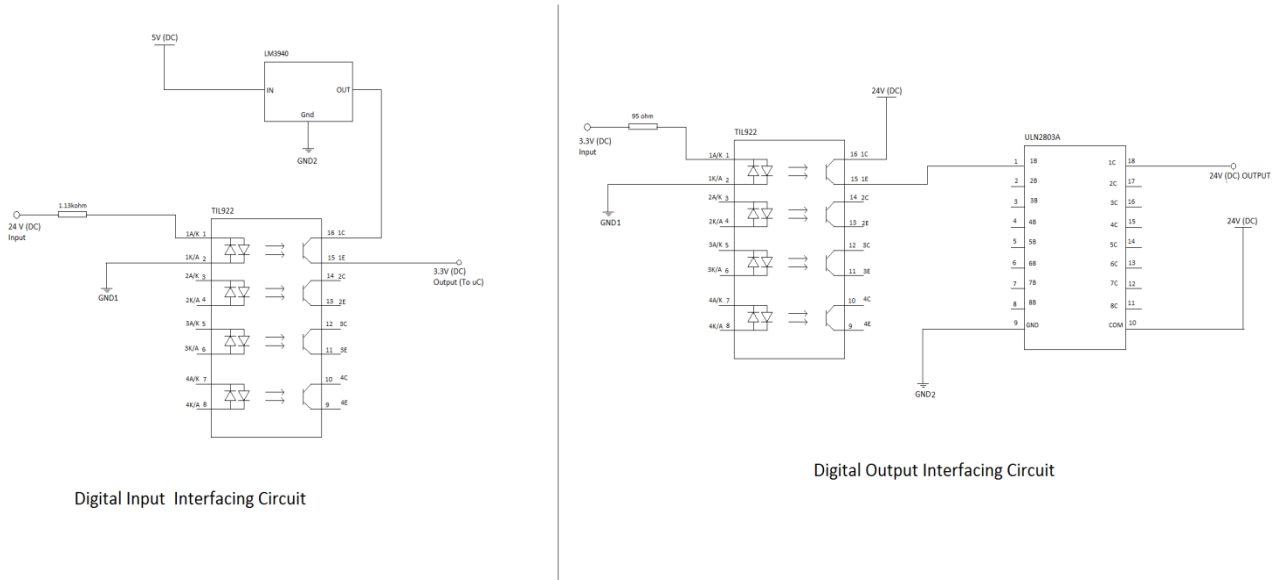 5V (DC)
LM3940
IN
OUT
Gnd
GND2
1.13kohm
24 V (DC)
Input
TIL922
1A/K 1
16 1C
1K/A 2
15 1E
2A/K 3
14 2C
2K/A 4
13 2E
3A/K 5
12 3C
3K/A 6
11 3E
4A/K 7
10 4C
4K/A 8
9 4E
GND1
3.3V (DC)
Output (To uC)
Digital Input Interfacing Circuit
24V (DC)
95 ohm
3.3V (DC)
Input
TIL922
1A/K 1
16 1C
1K/A 2
15 1E
2A/K 3
14 2C
2K/A 4
13 2E
3A/K 5
12 3C
3K/A 6
11 3E
4A/K 7
10 4C
4K/A 8
9 4E
GND1
ULN2803A
1 1B
1C 18
2 2B
2C 17
3 3B
3C 16
4 4B
4C 15
5 5B
5C 14
6 6B
6C 13
7 7B
7C 12
8 8B
8C 11
9 GND
COM 10
24V (DC) OUTPUT
24V (DC)
GND2
Digital Output Interfacing Circuit